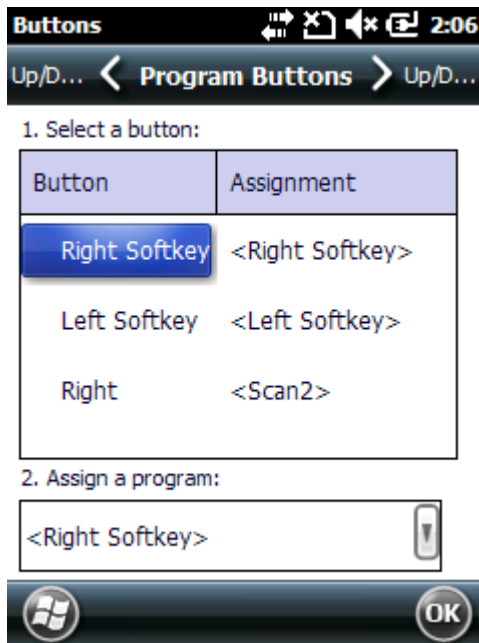 Buttons 2:06
Up/D... Program Buttons Up/D...
1. Select a button:
Button Assignment
Right Softkey <Right Softkey>
Left Softkey <Left Softkey>
Right <Scan2>
2. Assign a program:
<Right Softkey>
OK